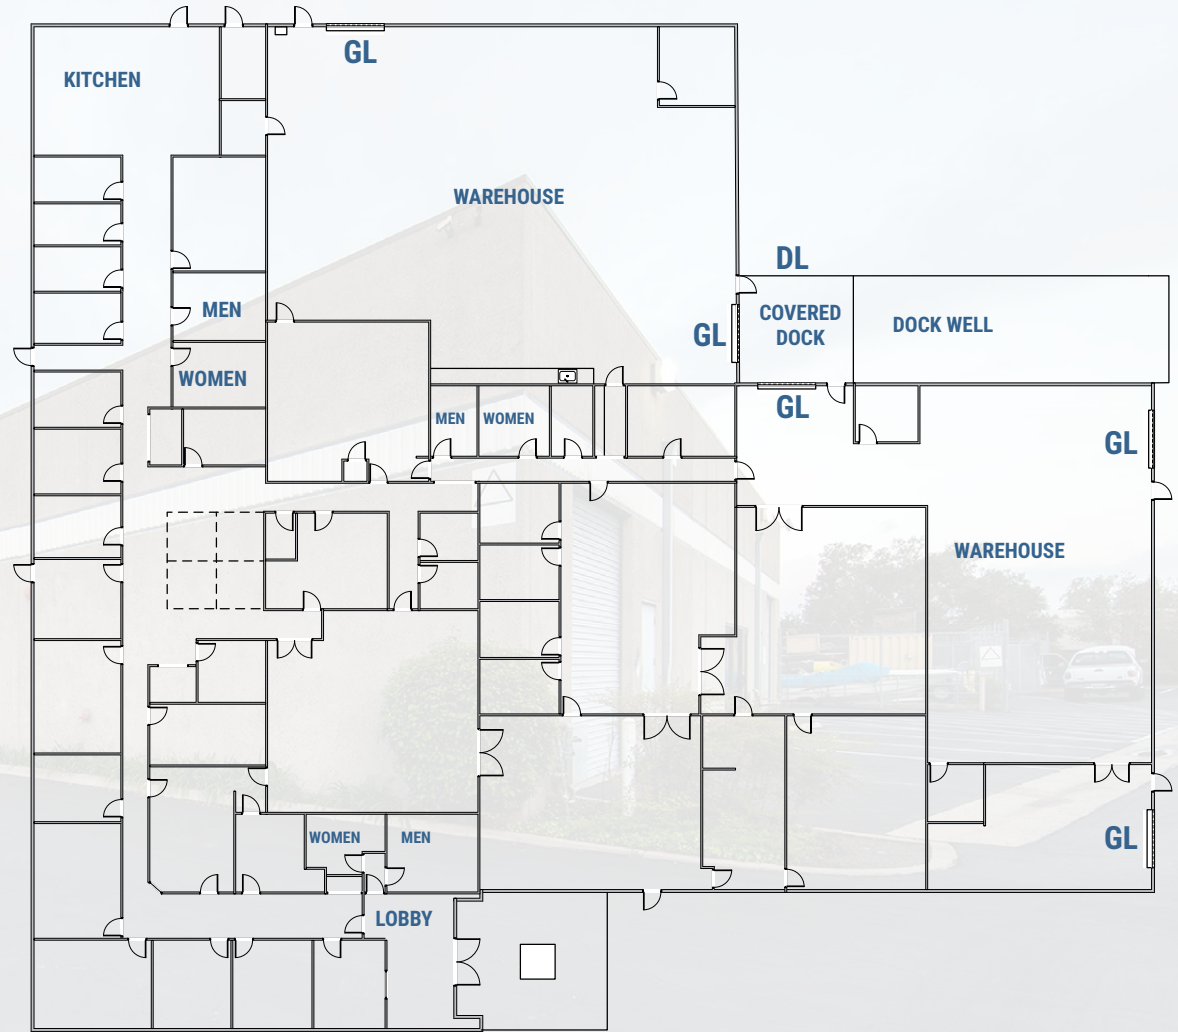 GL
KITCHEN
WAREHOUSE
DL
COVERED
DOCK
DOCK WELL
MEN
GL
WOMEN
GL
MEN
WOMEN
GL
WAREHOUSE
WOMEN
MEN
GL
LOBBY